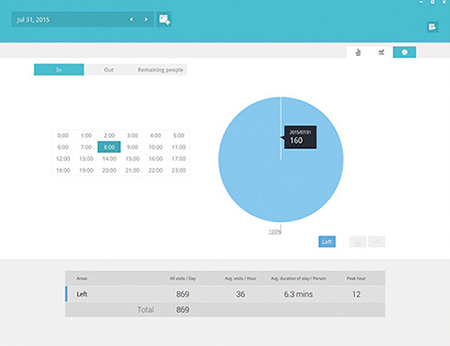 Jul 31, 2015
In Out Remaining people
0:00 1:00 2:00 3:00 4:00 5:00
6:00 7:00 8:00 9:00 10:00 11:00
12:00 13:00 14:00 15:00 16:00 17:00
18:00 19:00 20:00 21:00 22:00 23:00
2015/07/31
160
100%
Left
Areas All visits / Day Avg. visits / Hour Avg. duration of stay / Person Peak hour
Left 869 36 6.3 mins 12
Total 869